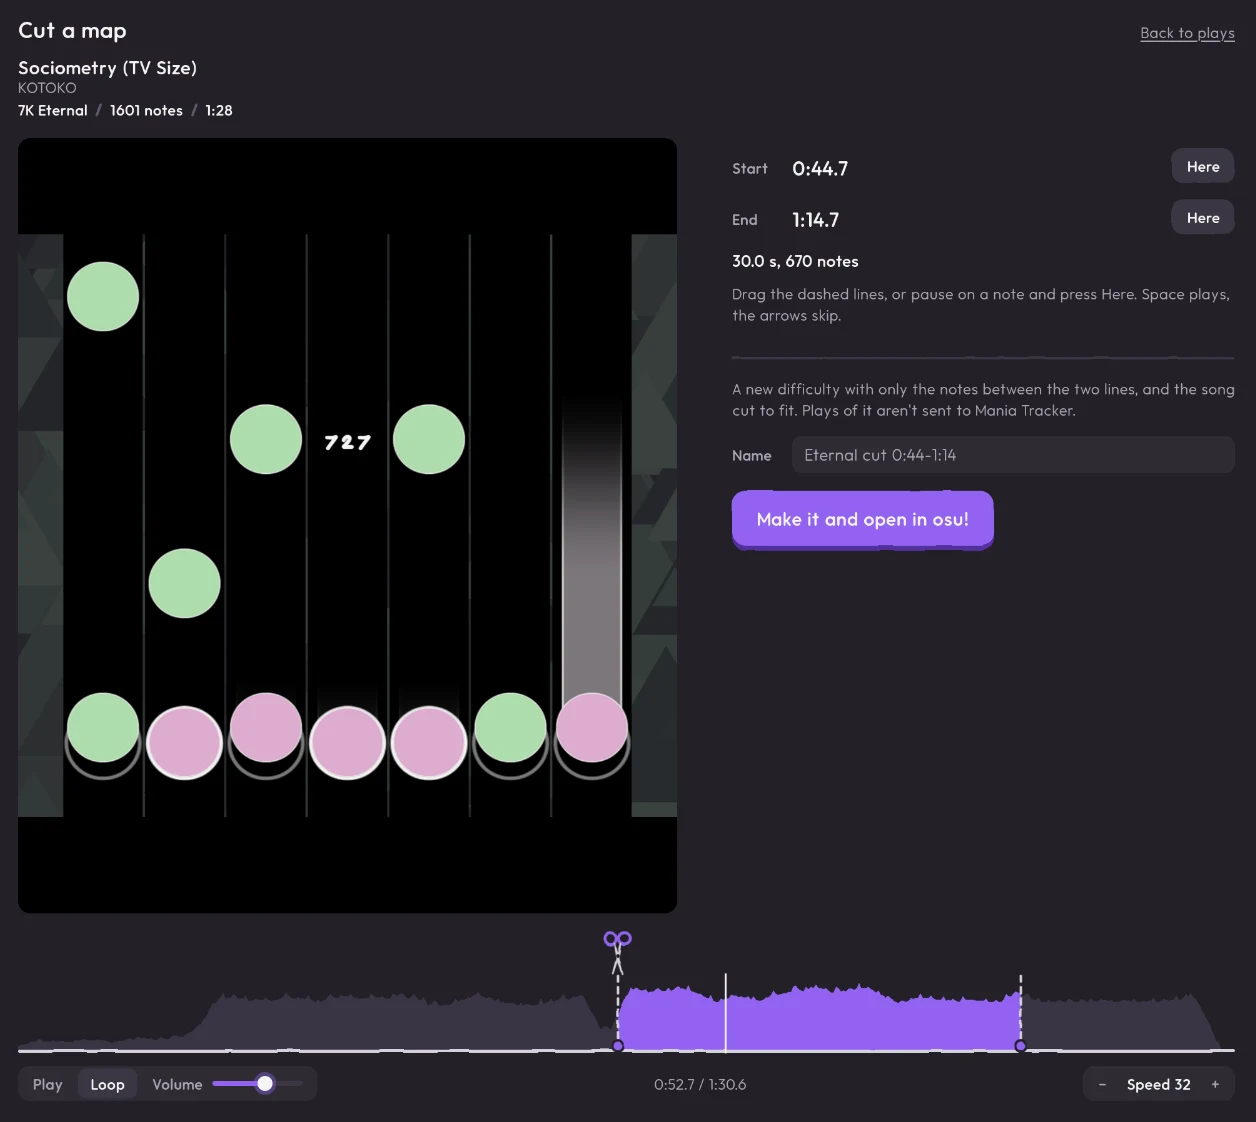 Cut a map
Back to plays
Sociometry (TV Size)
KOTOKO
7K Eternal / 1601 notes / 1:28
Start 0:44.7 Here
End 1:14.7 Here
30.0 s, 670 notes
Drag the dashed lines, or pause on a note and press Here. Space plays,
the arrows skip.
A new difficulty with only the notes between the two lines, and the song
cut to fit. Plays of it aren't sent to Mania Tracker.
Name Eternal cut 0:44-1:14
Make it and open in osu!
727
Play Loop Volume 0:52.7 / 1:30.6 - Speed 32 +